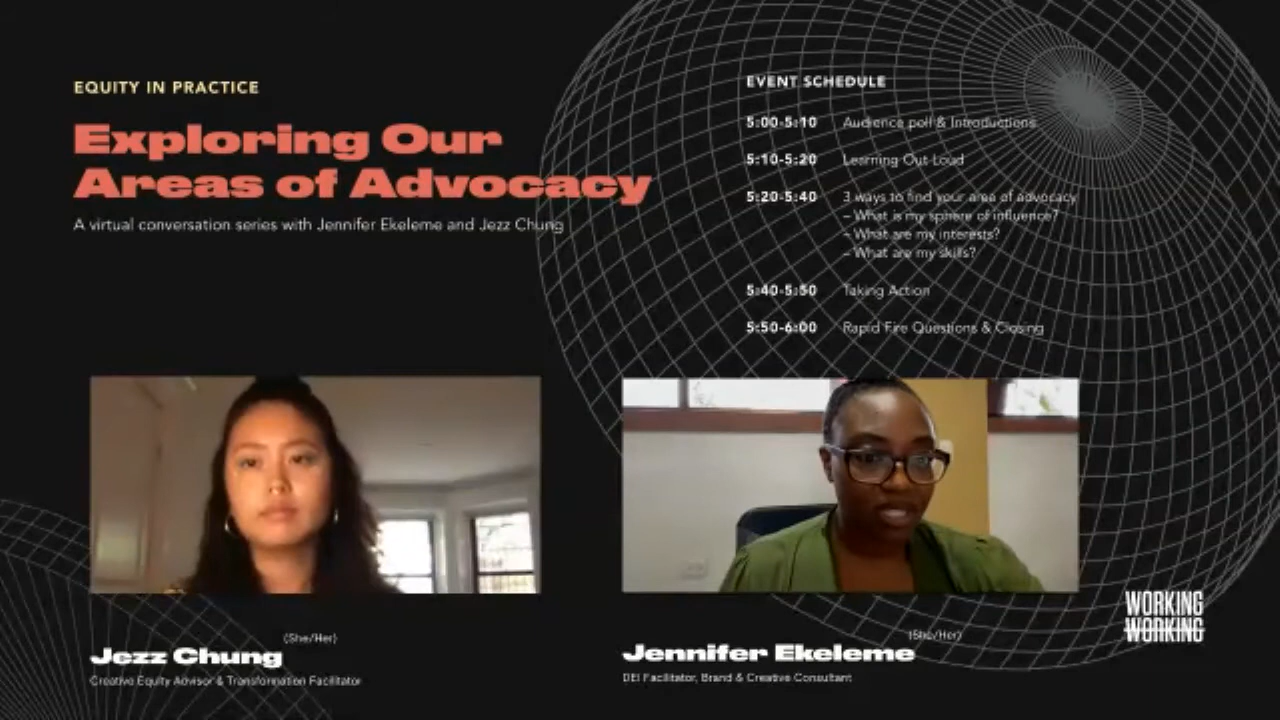 EQUITY IN PRACTICE
Exploring Our
Areas of Advocacy
A virtual conversation series with Jennifer Ekeleme and Jezz Chung
EVENT SCHEDULE
5:00-5:10 Audience poll & Introductions
5:10-5:20 Learning Out Loud
5:20-5:40 3 ways to find your area of advocacy
– What is my sphere of influence?
– What are my interests?
– What are my skills?
5:40-5:50 Taking Action
5:50-6:00 Rapid Fire Questions & Closing
(She/Her)
Jezz Chung
Creative Equity Advisor & Transformation Facilitator
(She/Her)
Jennifer Ekeleme
DEI Facilitator, Brand & Creative Consultant
WORKING
WORKING